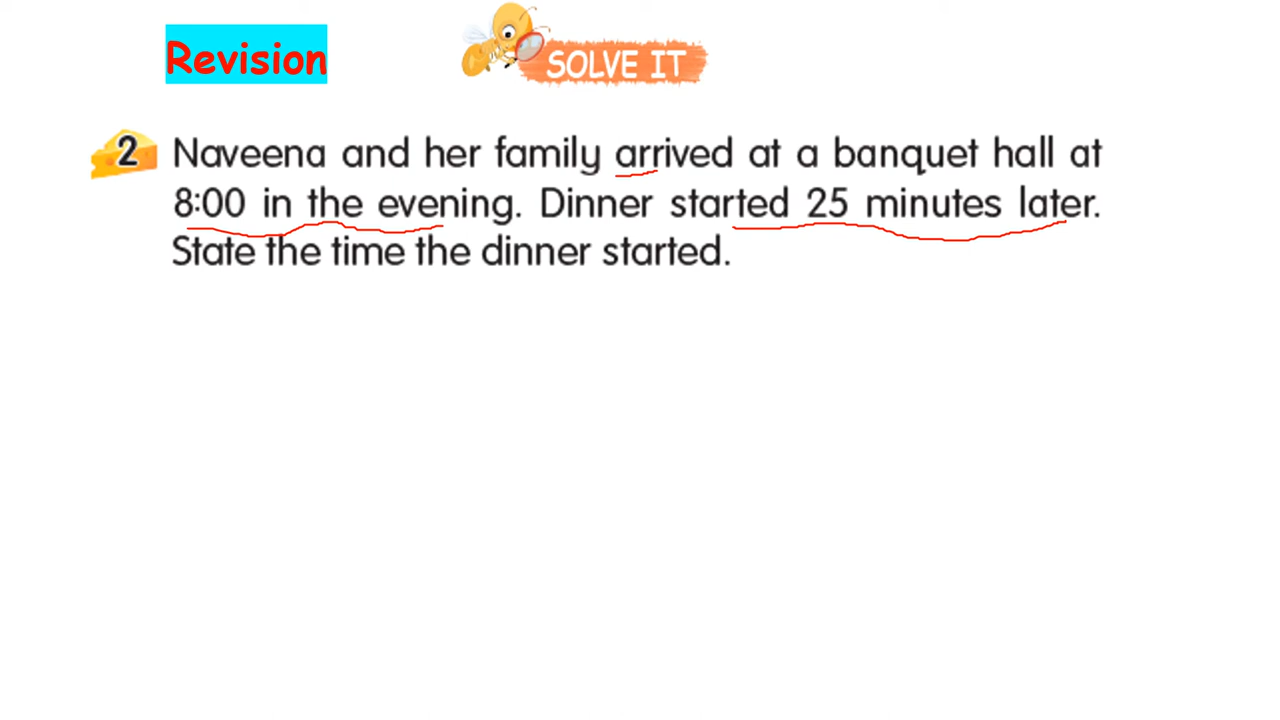 Revision
SOLVE IT
2 Naveena and her family arrived at a banquet hall at
8:00 in the evening. Dinner started 25 minutes later.
State the time the dinner started.